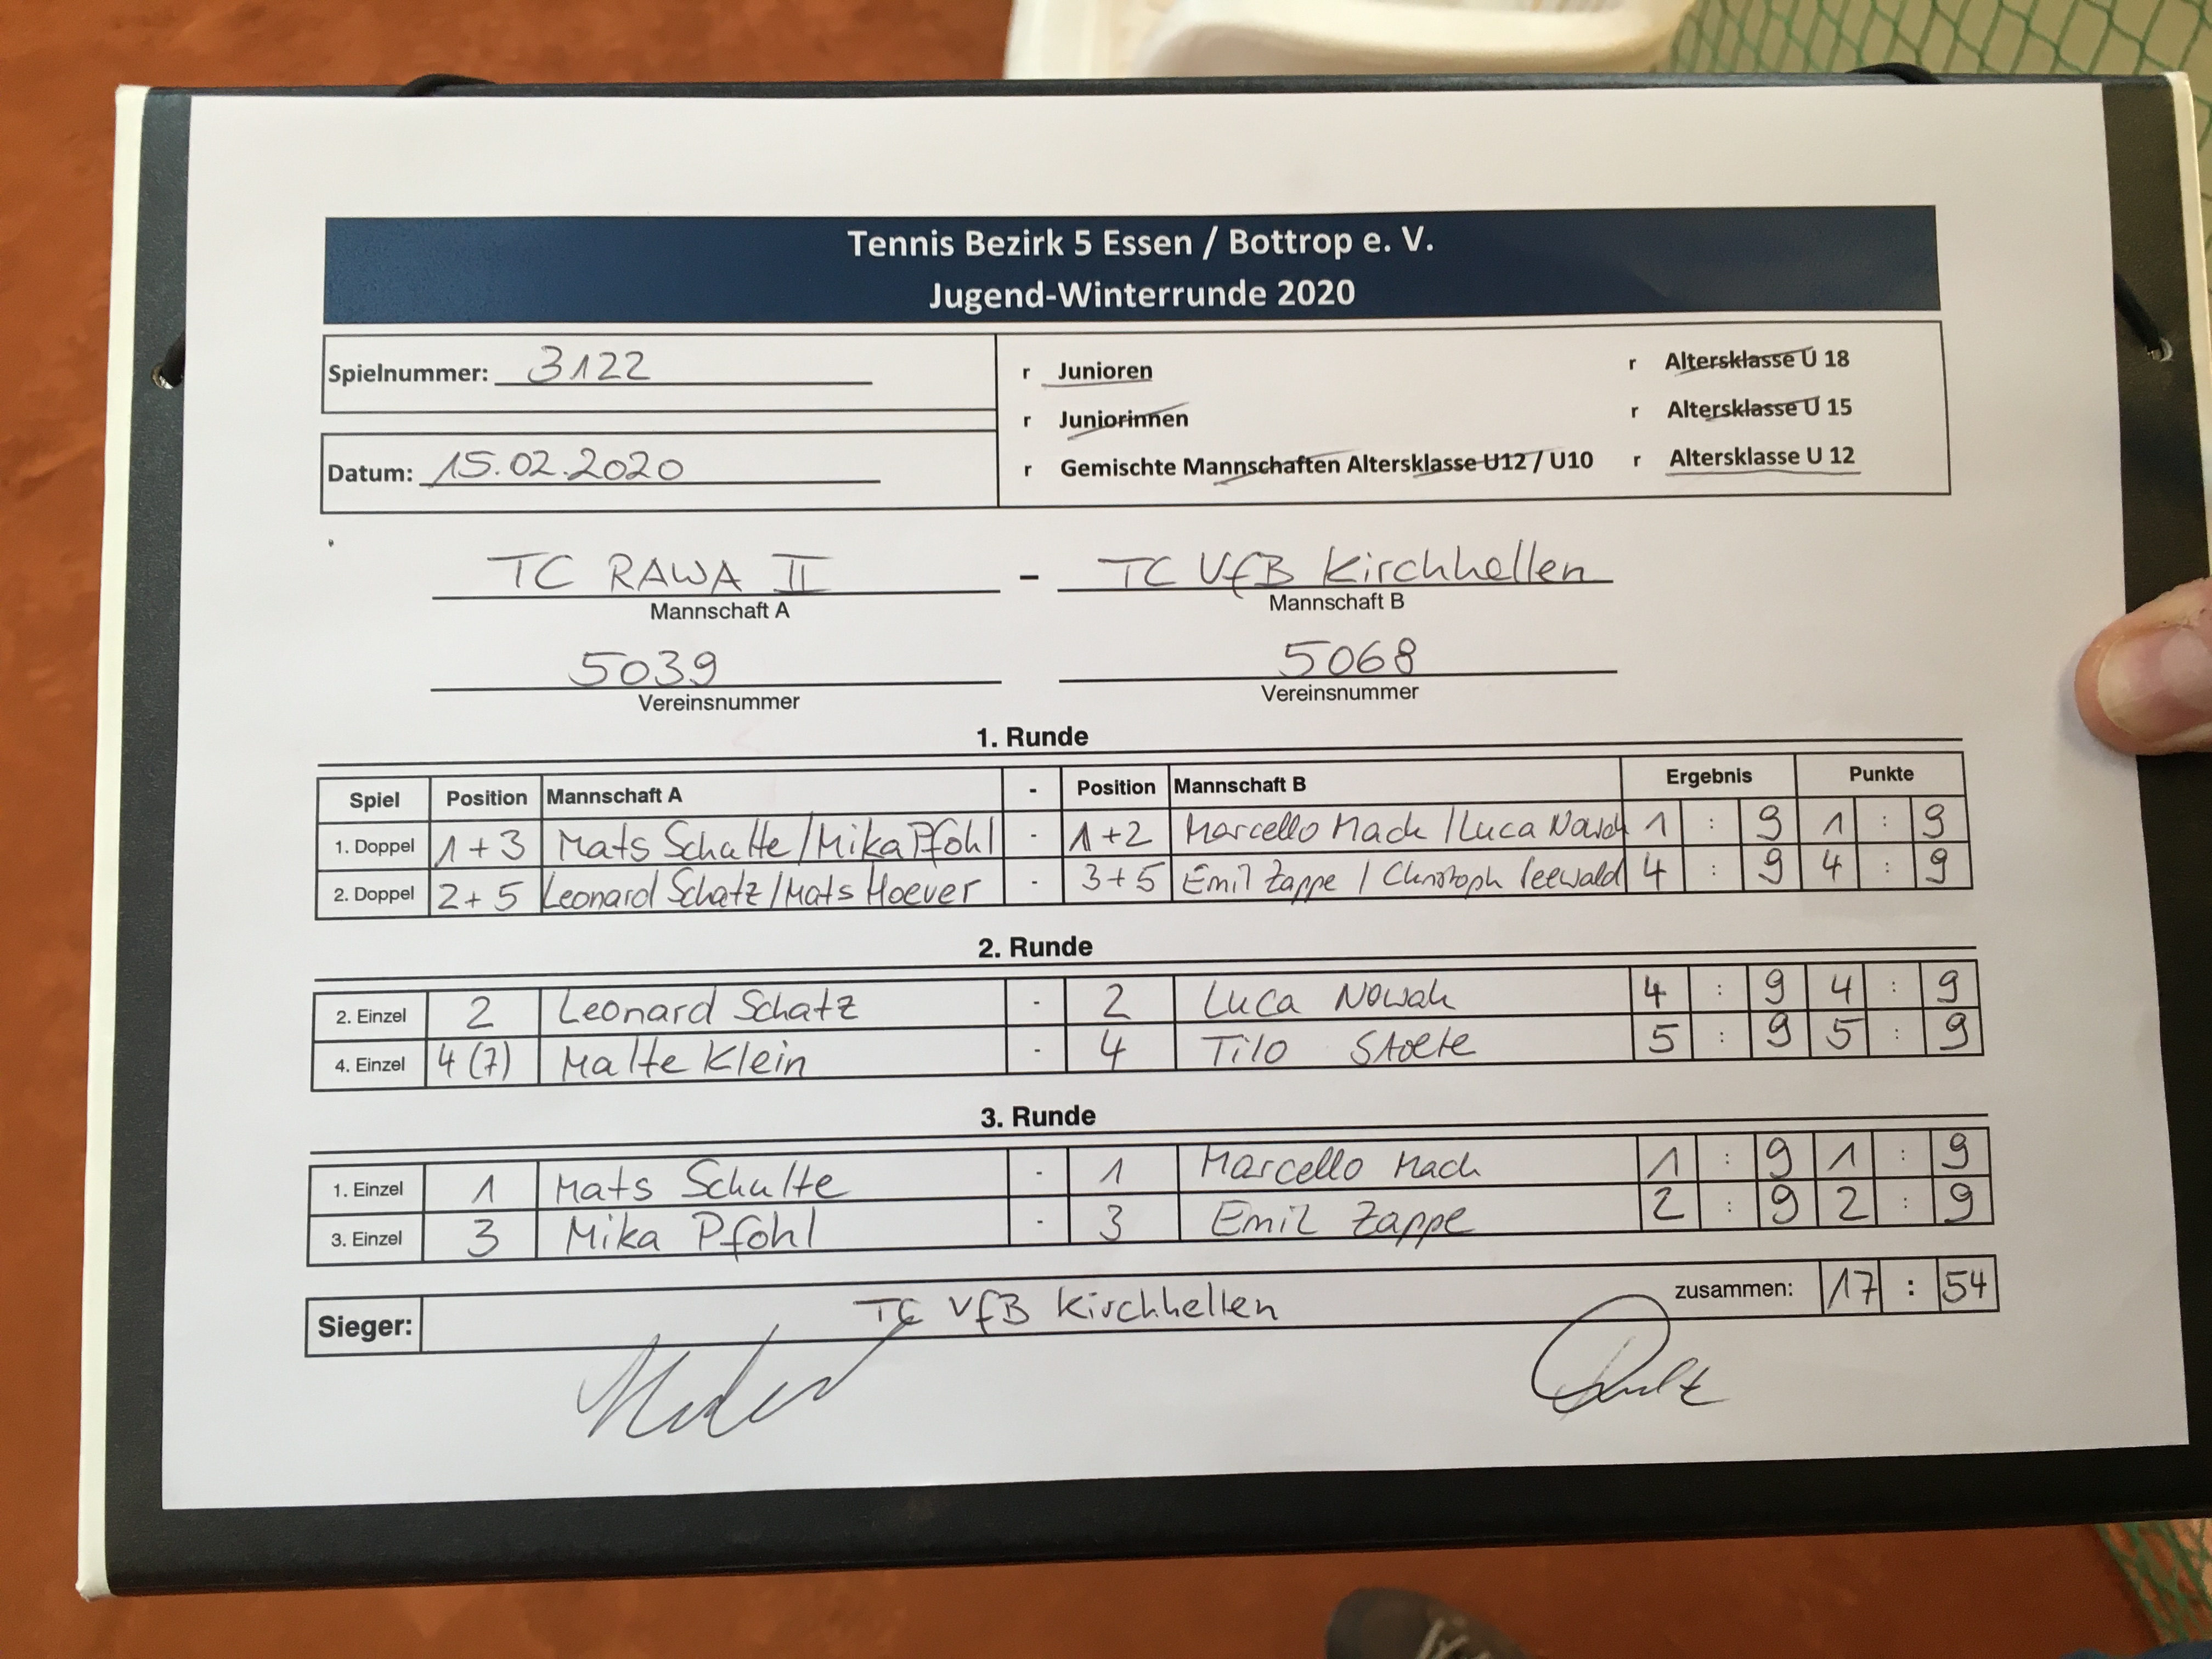 Tennis Bezirk 5 Essen / Bottrop e. V.
Jugend-Winterrunde 2020
Spielnummer: 3122
r Junioren r Altersklasse U 18
r Juniorinnen r Altersklasse U 15
Datum: 15.02.2020
r Gemischte Mannschaften Altersklasse U12 / U10 r Altersklasse U 12
TC RAWA II - TC VfB Kirchhellen
Mannschaft A Mannschaft B
5039 5068
Vereinsnummer Vereinsnummer
1. Runde
Spiel Position Mannschaft A - Position Mannschaft B Ergebnis Punkte
1. Doppel 1+3 Mats Schulte/Mika Pfohl - 1+2 Marcello Mach / Luca Nowak 1 : 9 1 : 9
2. Doppel 2+5 Leonard Schatz/Mats Hoever - 3+5 Emil Zappe / Christoph 4 : 9 4 : 9
2. Runde
2. Einzel 2 Leonard Schatz - 2 Luca Nowak 4 : 9 4 : 9
4. Einzel 4 (7) Malte Klein - 4 Tilo 5 : 9 5 : 9
3. Runde
1. Einzel 1 Mats Schulte - 1 Marcello Mach 1 : 9 1 : 9
3. Einzel 3 Mika Pfohl - 3 Emil Zappe 2 : 9 2 : 9
Sieger: TC VfB Kirchhellen zusammen: 17 : 54